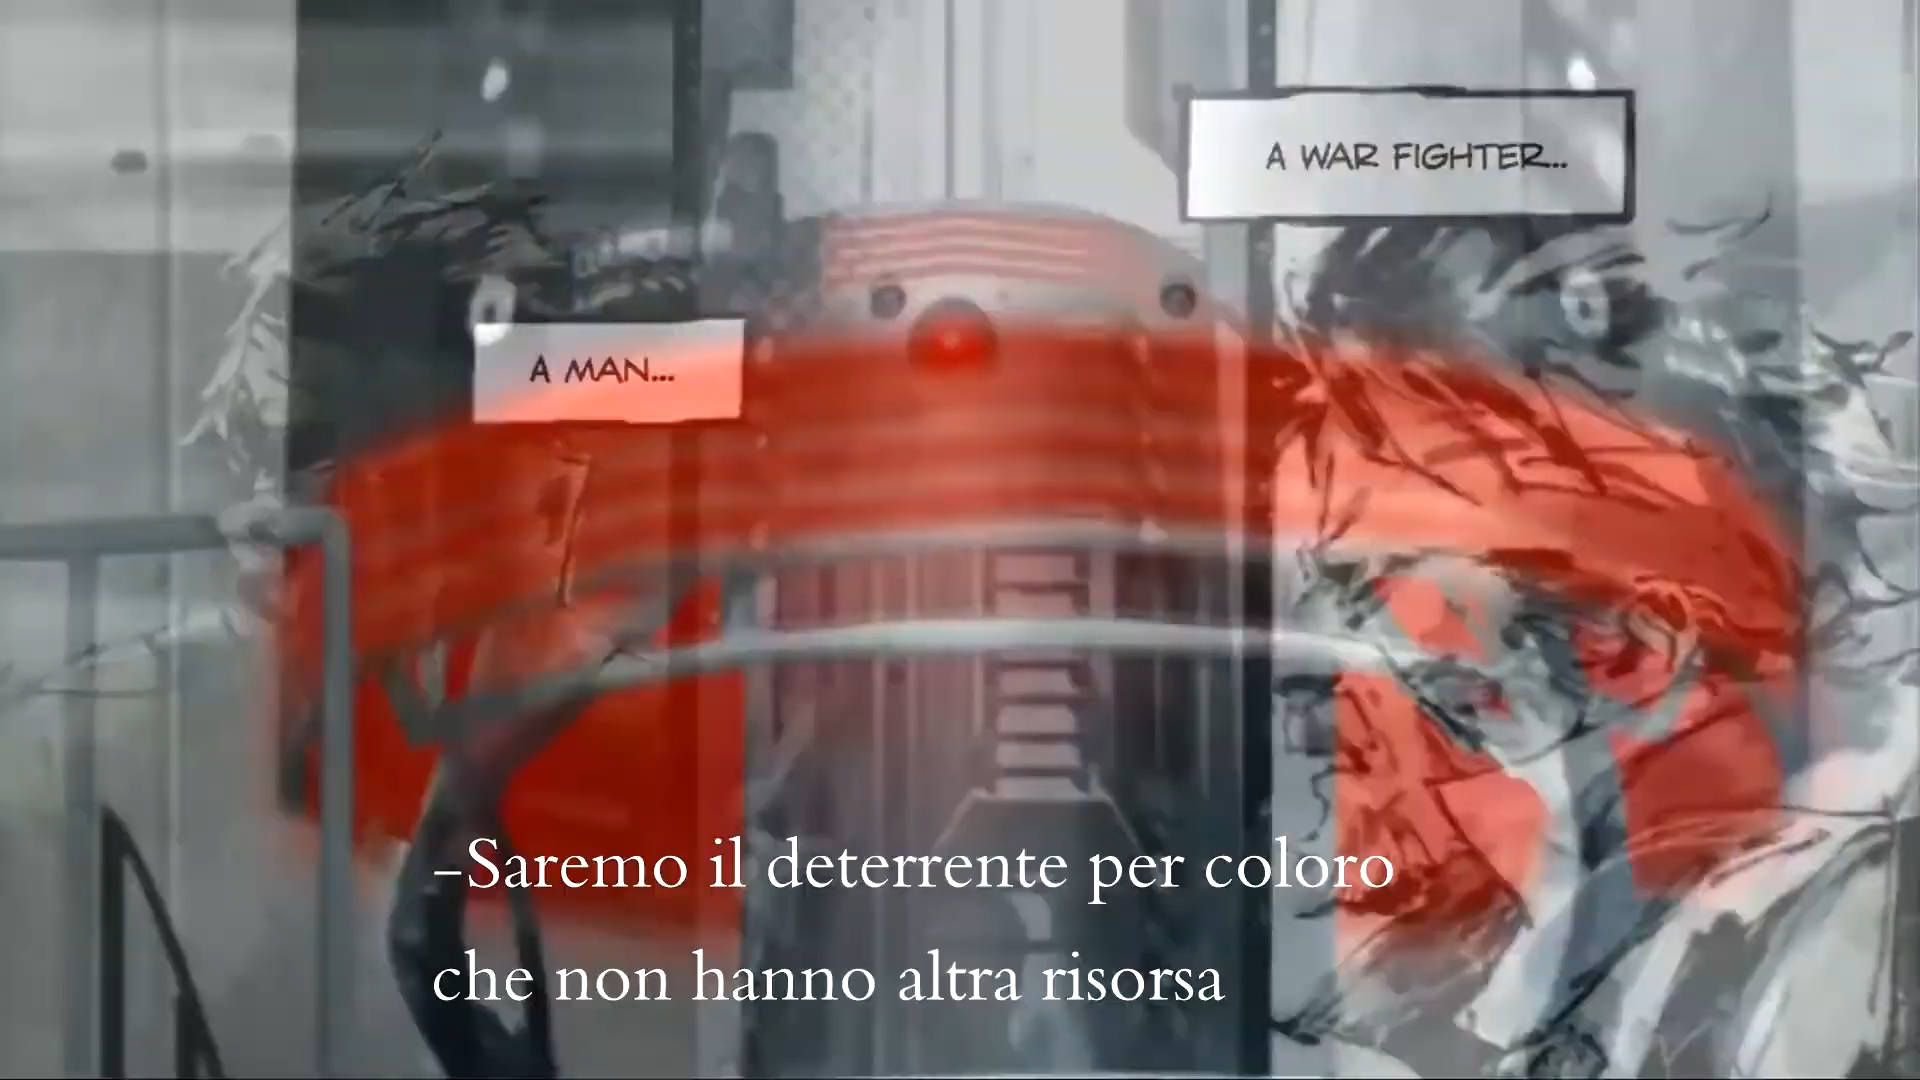 A WAR FIGHTER...
A MAN...
–Saremo il deterrente per coloro
che non hanno altra risorsa